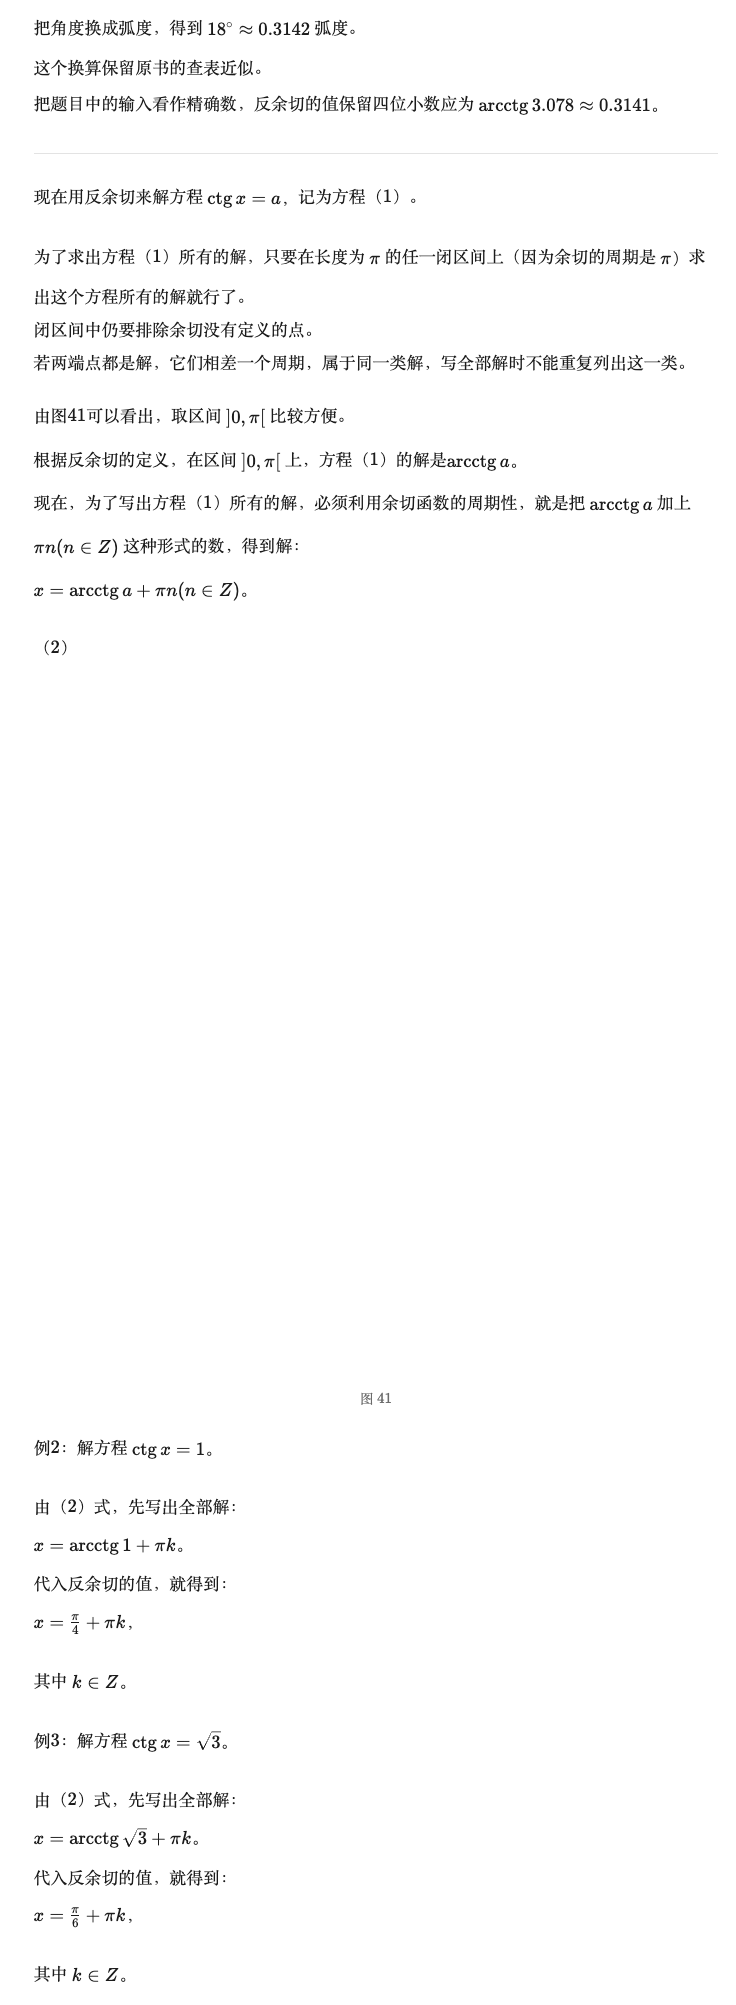 把角度换成弧度，得到 18° ≈ 0.3142 弧度。
这个换算保留原书的查表近似。
把题目中的输入看作精确数，反余切的值保留四位小数应为 arcctg 3.078 ≈ 0.3141。
现在用反余切来解方程 ctg x = a，记为方程（1）。
为了求出方程（1）所有的解，只要在长度为 π 的任一闭区间上（因为余切的周期是 π）求
出这个方程所有的解就行了。
闭区间中仍要排除余切没有定义的点。
若两端点都是解，它们相差一个周期，属于同一类解，写全部解时不能重复列出这一类。
由图41可以看出，取区间 ]0, π[ 比较方便。
根据反余切的定义，在区间 ]0, π[ 上，方程（1）的解是arcctg a。
现在，为了写出方程（1）所有的解，必须利用余切函数的周期性，就是把 arcctg a 加上
πn(n ∈ Z) 这种形式的数，得到解：
x = arcctg a + πn(n ∈ Z)。
（2）
图 41
例2：解方程 ctg x = 1。
由（2）式，先写出全部解：
x = arcctg 1 + πk。
代入反余切的值，就得到：
x = π/4 + πk，
其中 k ∈ Z。
例3：解方程 ctg x = √3。
由（2）式，先写出全部解：
x = arcctg √3 + πk。
代入反余切的值，就得到：
x = π/6 + πk，
其中 k ∈ Z。